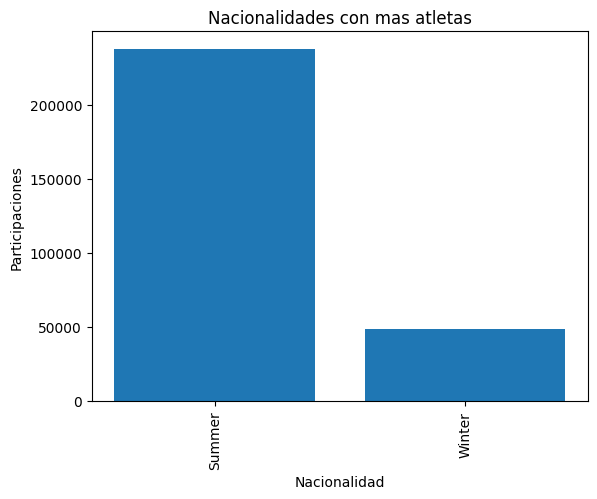 Nacionalidades con mas atletas
Participaciones
200000
150000
100000
50000
0
Summer
Winter
Nacionalidad